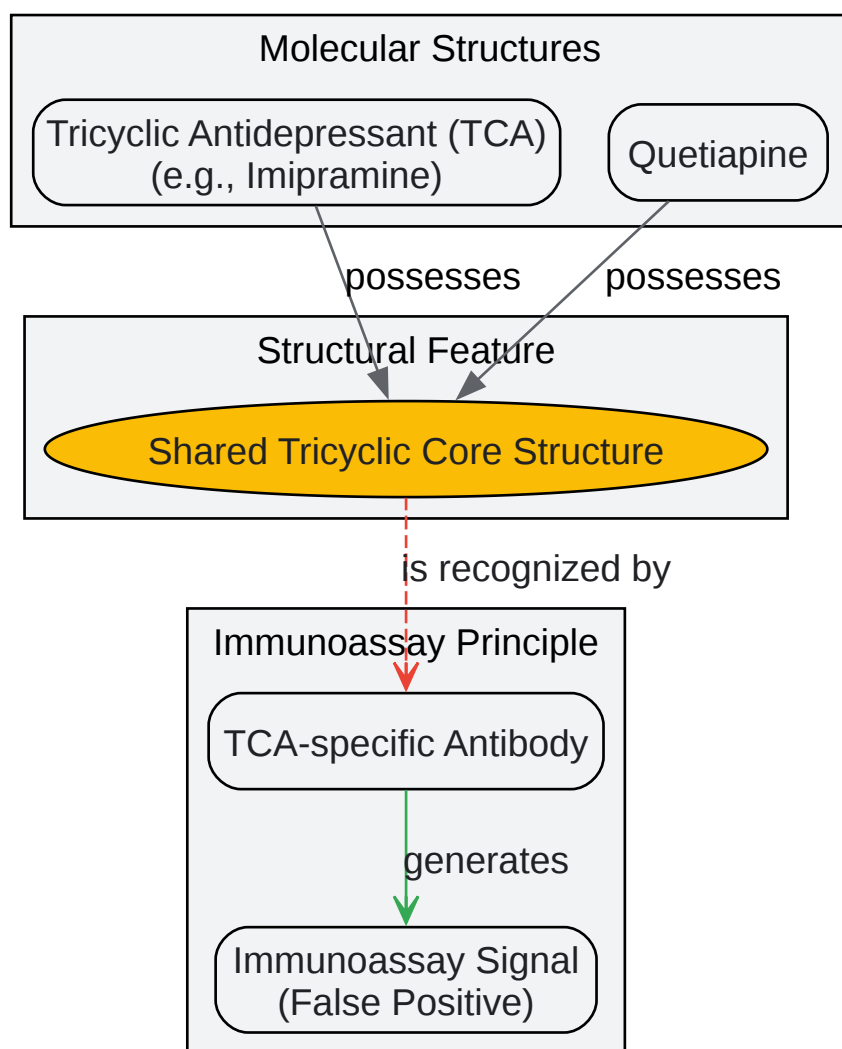 Molecular Structures
Tricyclic Antidepressant (TCA)
(e.g., Imipramine)
Quetiapine
possesses
possesses
Structural Feature
Shared Tricyclic Core Structure
is recognized by
Immunoassay Principle
TCA-specific Antibody
generates
Immunoassay Signal
(False Positive)